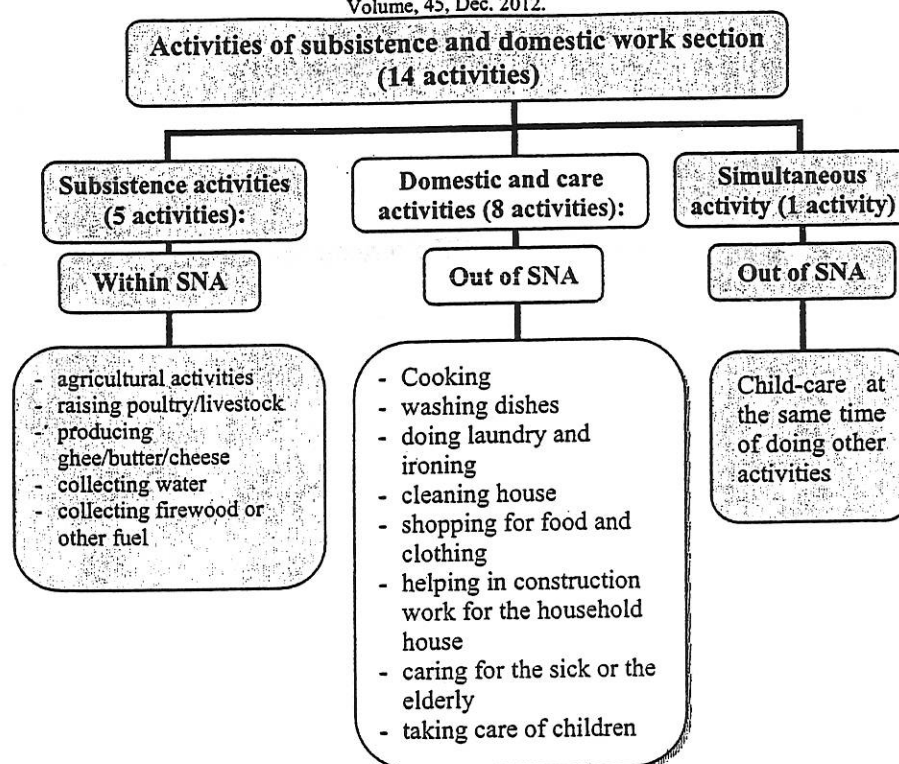 Volume, 45, Dec. 2012.
Activities of subsistence and domestic work section
(14 activities)
Subsistence activities
(5 activities):
Within SNA
- agricultural activities
- raising poultry/livestock
- producing
ghee/butter/cheese
- collecting water
- collecting firewood or
other fuel
Domestic and care
activities (8 activities):
Out of SNA
- Cooking
- washing dishes
- doing laundry and
ironing
- cleaning house
- shopping for food and
clothing
- helping in construction
work for the household
house
- caring for the sick or the
elderly
- taking care of children
Simultaneous
activity (1 activity)
Out of SNA
Child-care at
the same time
of doing other
activities